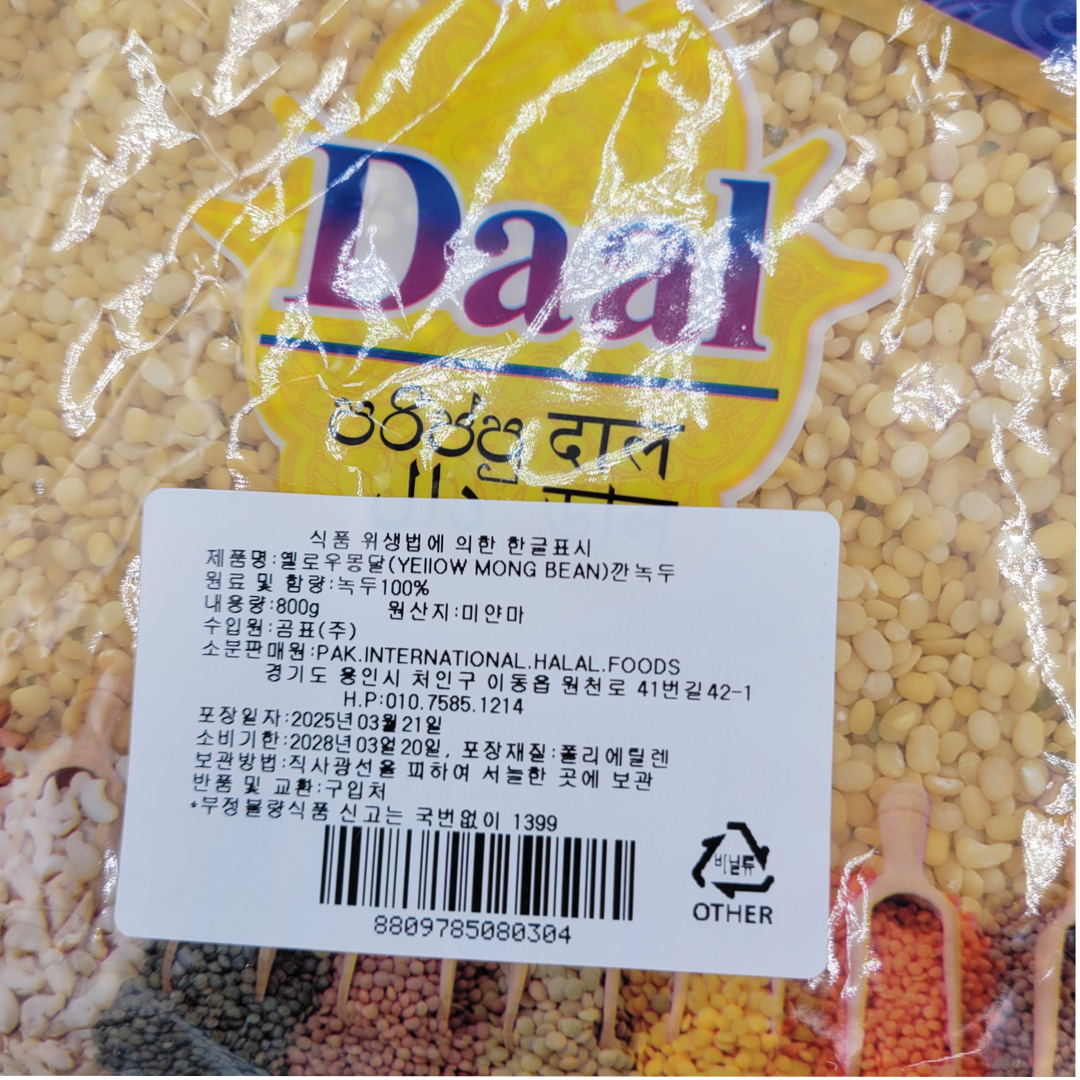 Daal
පරිප්පු दाल
식품 위생법에 의한 한글표시
제품명:옐로우몽달(YEllOW MONG BEAN)깐녹두
원료 및 함량:녹두100%
내용량:800g 원산지:미얀마
수입원:곰표(주)
소분판매원:PAK.INTERNATIONAL.HALAL.FOODS
경기도 용인시 처인구 이동읍 원천로 41번길42-1
H.P:010.7585.1214
포장일자:2025년03월21일
소비기한:2028년03월20일, 포장재질:폴리에틸렌
보관방법:직사광선을 피하여 서늘한 곳에 보관
반품 및 교환:구입처
*부정불량식품 신고는 국번없이 1399
8809785080304
비닐류
OTHER